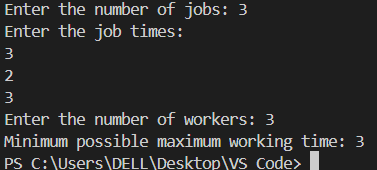 Enter the number of jobs: 3
Enter the job times:
3
2
3
Enter the number of workers: 3
Minimum possible maximum working time: 3
PS C:\Users\DELL\Desktop\VS Code>